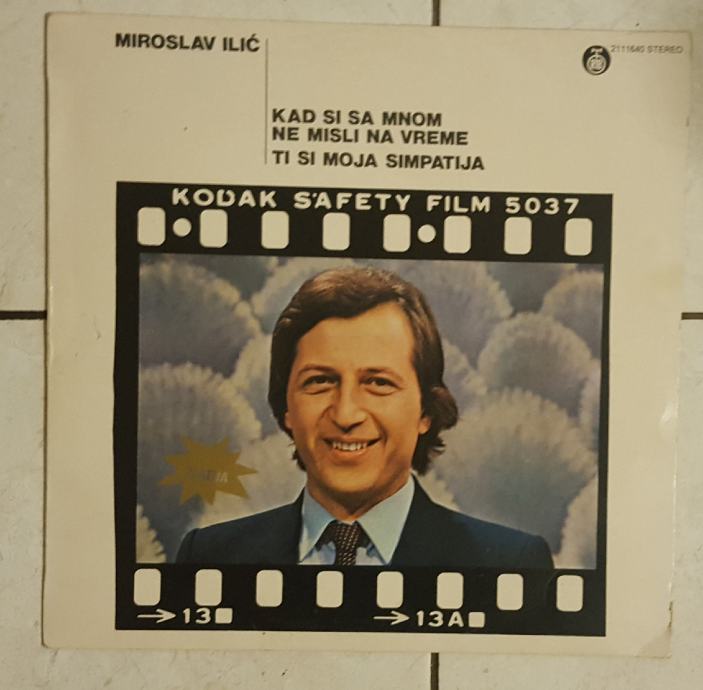 MIROSLAV ILIĆ
2111640 STEREO
KAD SI SA MNOM
NE MISLI NA VREME
TI SI MOJA SIMPATIJA
KODAK SAFETY FILM 5037
→13
→13A